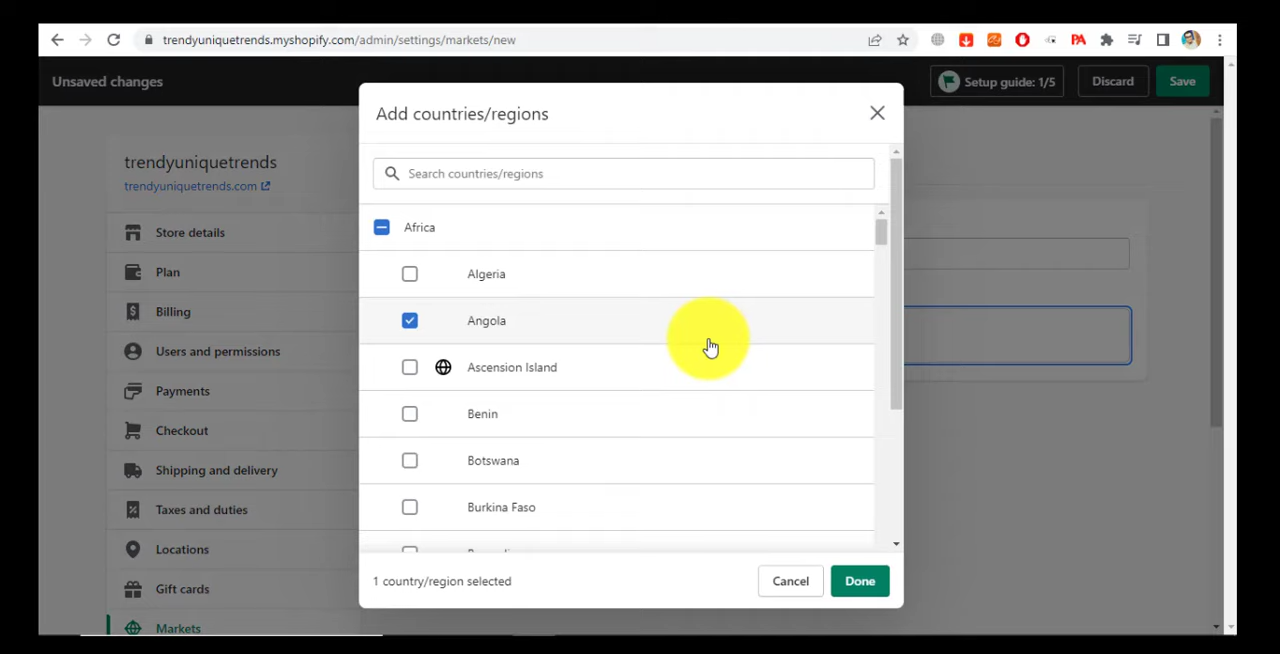 trendyuniquetrends.myshopify.com/admin/settings/markets/new
PA
Unsaved changes
Setup guide: 1/5
Discard
Save
trendyuniquetrends
trendyuniquetrends.com
Store details
Plan
Billing
Users and permissions
Payments
Checkout
Shipping and delivery
Taxes and duties
Locations
Gift cards
Markets
Add countries/regions
Search countries/regions
Africa
Algeria
Angola
Ascension Island
Benin
Botswana
Burkina Faso
1 country/region selected
Cancel
Done